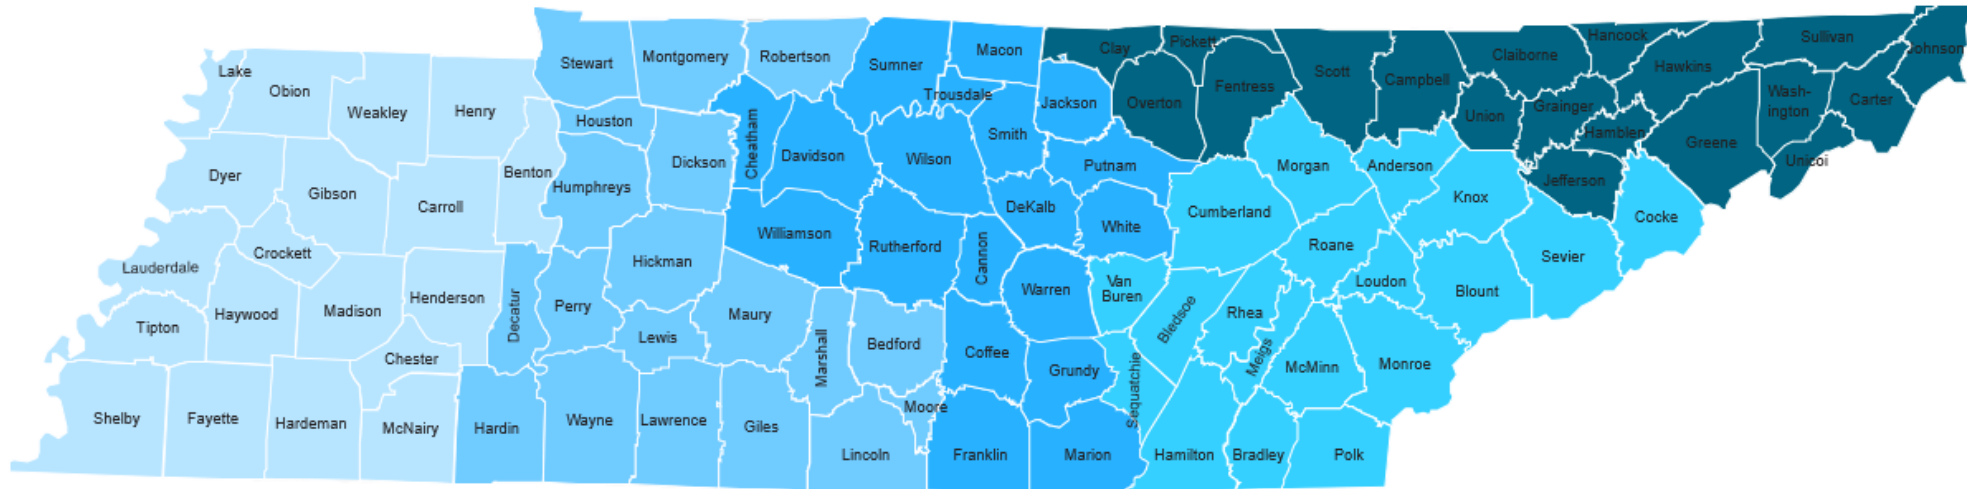 Lake
Obion
Weakley
Henry
Stewart
Montgomery
Robertson
Sumner
Macon
Clay
Pickett
Fentress
Scott
Campbell
Claiborne
Hancock
Hawkins
Sullivan
Johnson
Houston
Cheatham
Trousdale
Jackson
Overton
Union
Grainger
Hamblen
Wash-
ington
Carter
Dyer
Gibson
Carroll
Benton
Humphreys
Dickson
Davidson
Wilson
Smith
Putnam
Morgan
Anderson
Knox
Jefferson
Greene
Unicoi
Lauderdale
Crockett
Hickman
Williamson
Rutherford
Cannon
DeKalb
White
Cumberland
Roane
Loudon
Blount
Sevier
Cocke
Tipton
Haywood
Madison
Henderson
Decatur
Perry
Lewis
Maury
Marshall
Bedford
Coffee
Warren
Van
Buren
Bledsoe
Rhea
Meigs
McMinn
Monroe
Chester
Grundy
Sequatchie
Shelby
Fayette
Hardeman
McNairy
Hardin
Wayne
Lawrence
Giles
Lincoln
Moore
Franklin
Marion
Hamilton
Bradley
Polk